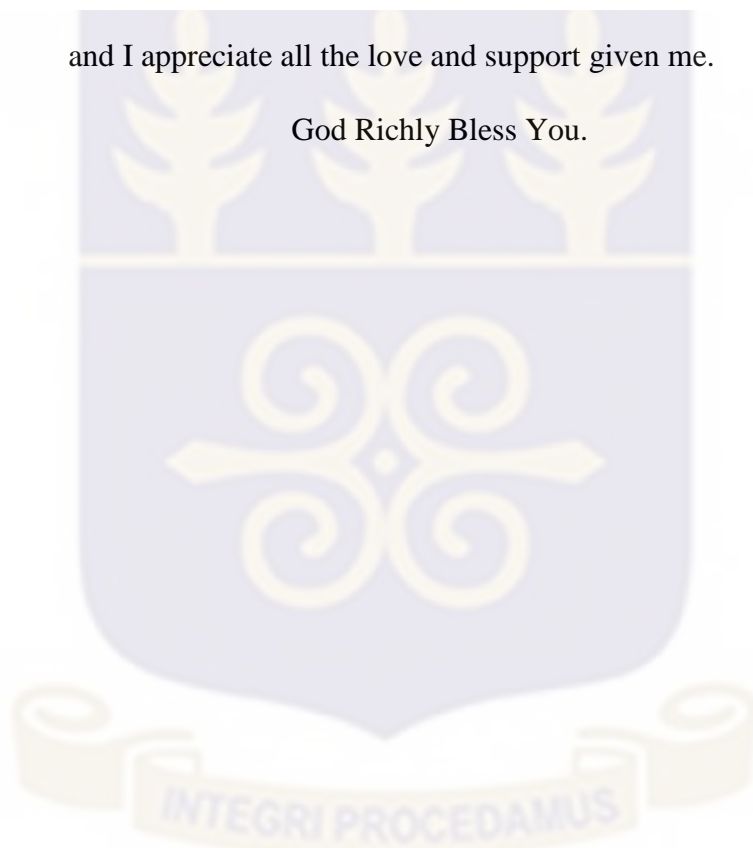 and I appreciate all the love and support given me.
God Richly Bless You.
INTEGRI PROCEDAMUS